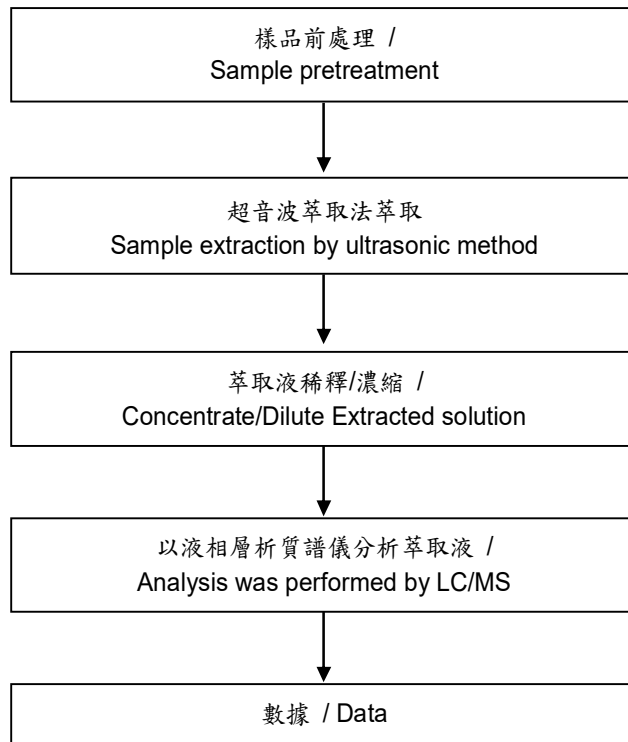 樣品前處理 /
Sample pretreatment
超音波萃取法萃取
Sample extraction by ultrasonic method
萃取液稀釋/濃縮 /
Concentrate/Dilute Extracted solution
以液相層析質譜儀分析萃取液 /
Analysis was performed by LC/MS
數據 / Data